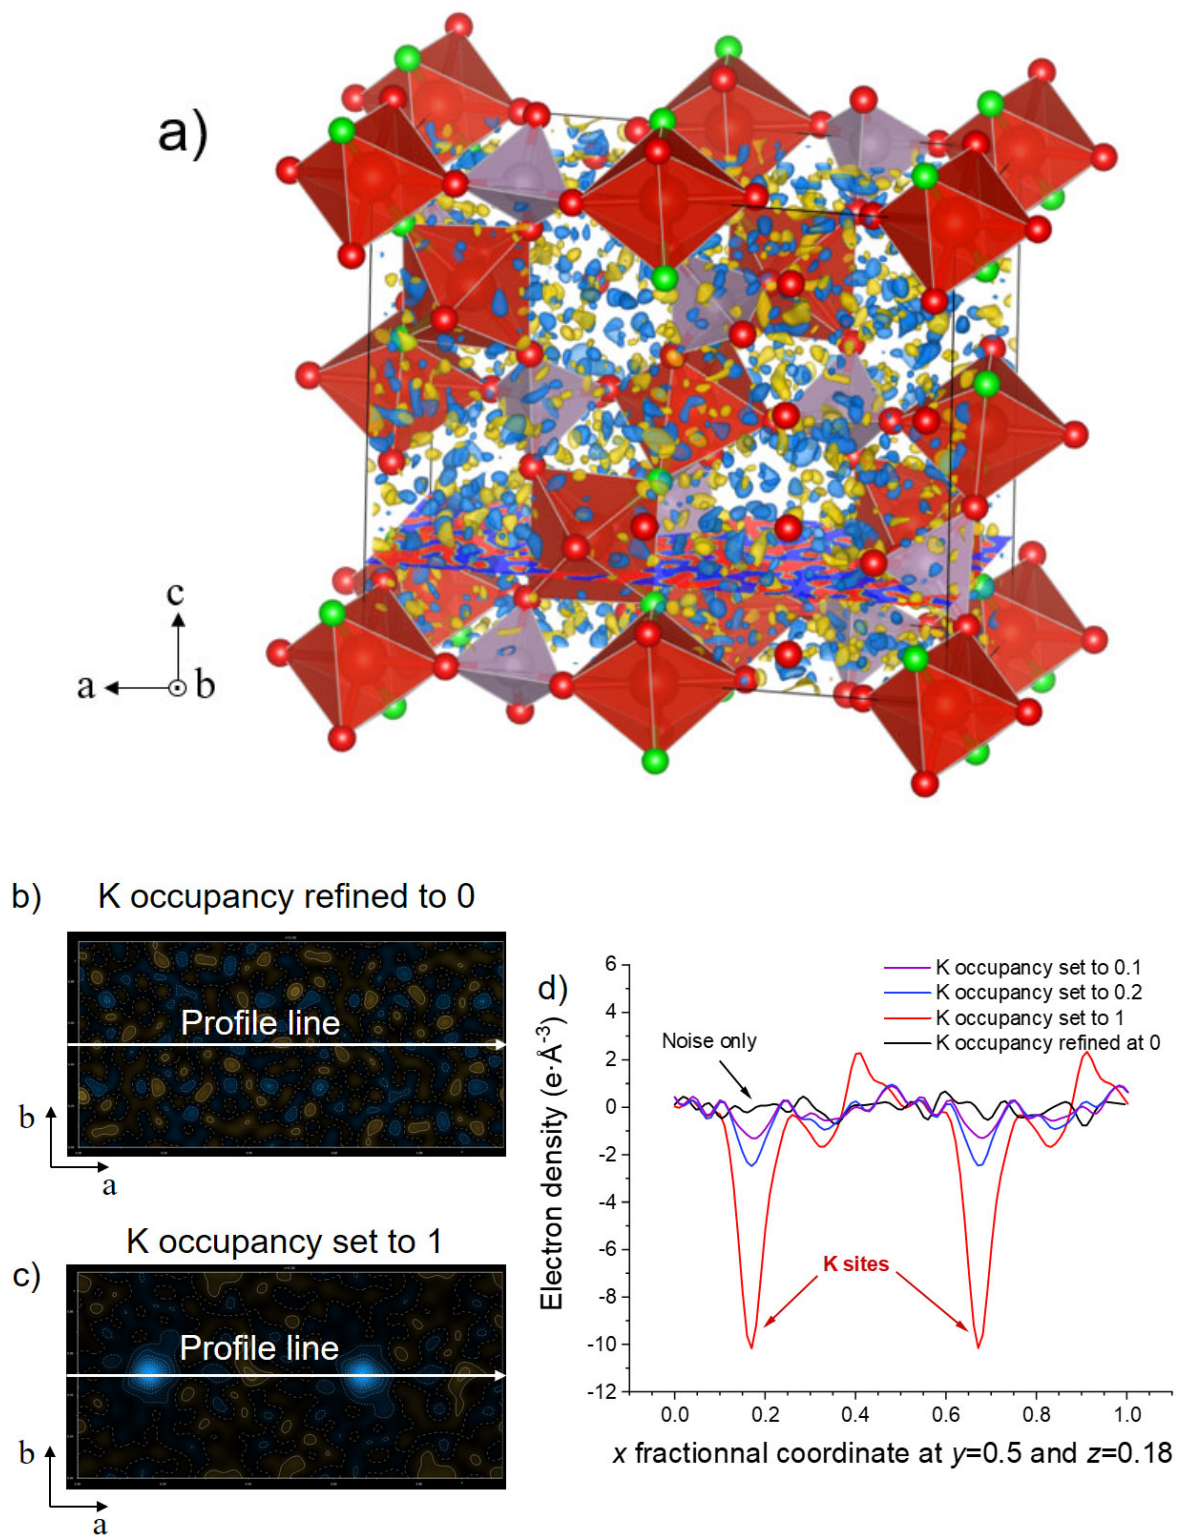 a)
c
a
b
b)
K occupancy refined to 0
Profile line
b
a
K occupancy set to 1
c)
Profile line
b
a
d)
K occupancy set to 0.1
K occupancy set to 0.2
K occupancy set to 1
K occupancy refined at 0
Noise only
K sites
Electron density (e·Å⁻³)
6
4
2
0
-2
-4
-6
-8
-10
-12
0.0 0.2 0.4 0.6 0.8 1.0
x fractionnal coordinate at y=0.5 and z=0.18